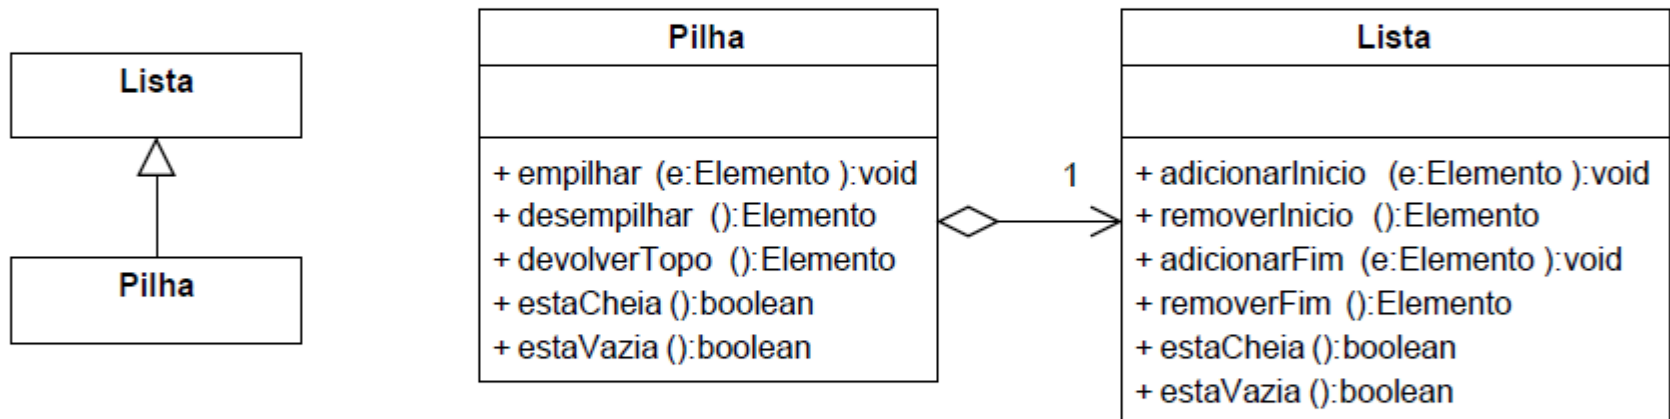 Lista
Pilha
Pilha
+ empilhar (e:Elemento ):void
+ desempilhar ():Elemento
+ devolverTopo ():Elemento
+ estaCheia ():boolean
+ estaVazia ():boolean
1
Lista
+ adicionarInicio (e:Elemento ):void
+ removerInicio ():Elemento
+ adicionarFim (e:Elemento ):void
+ removerFim ():Elemento
+ estaCheia ():boolean
+ estaVazia ():boolean